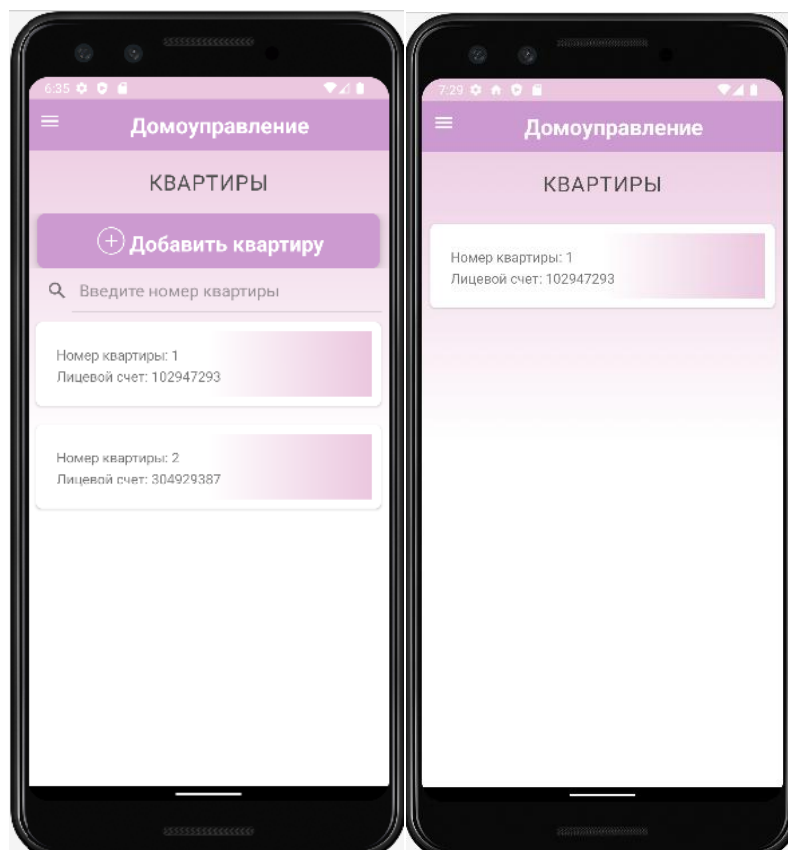 6:35
Домоуправление
КВАРТИРЫ
Добавить квартиру
Введите номер квартиры
Номер квартиры: 1
Лицевой счет: 102947293
Номер квартиры: 2
Лицевой счет: 304929387
7:29
Домоуправление
КВАРТИРЫ
Номер квартиры: 1
Лицевой счет: 102947293